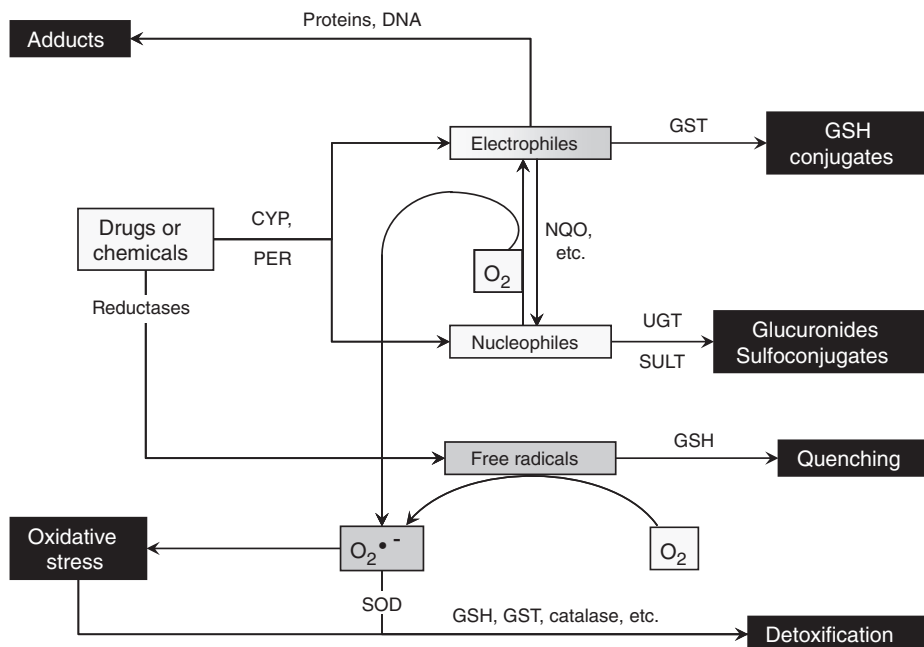 Proteins, DNA
Adducts
Electrophiles
GST
GSH
conjugates
Drugs or
chemicals
CYP,
PER
NQO,
etc.
O₂
Reductases
Nucleophiles
UGT
SULT
Glucuronides
Sulfoconjugates
Free radicals
GSH
Quenching
Oxidative
stress
O₂•-
O₂
SOD
GSH, GST, catalase, etc.
Detoxification